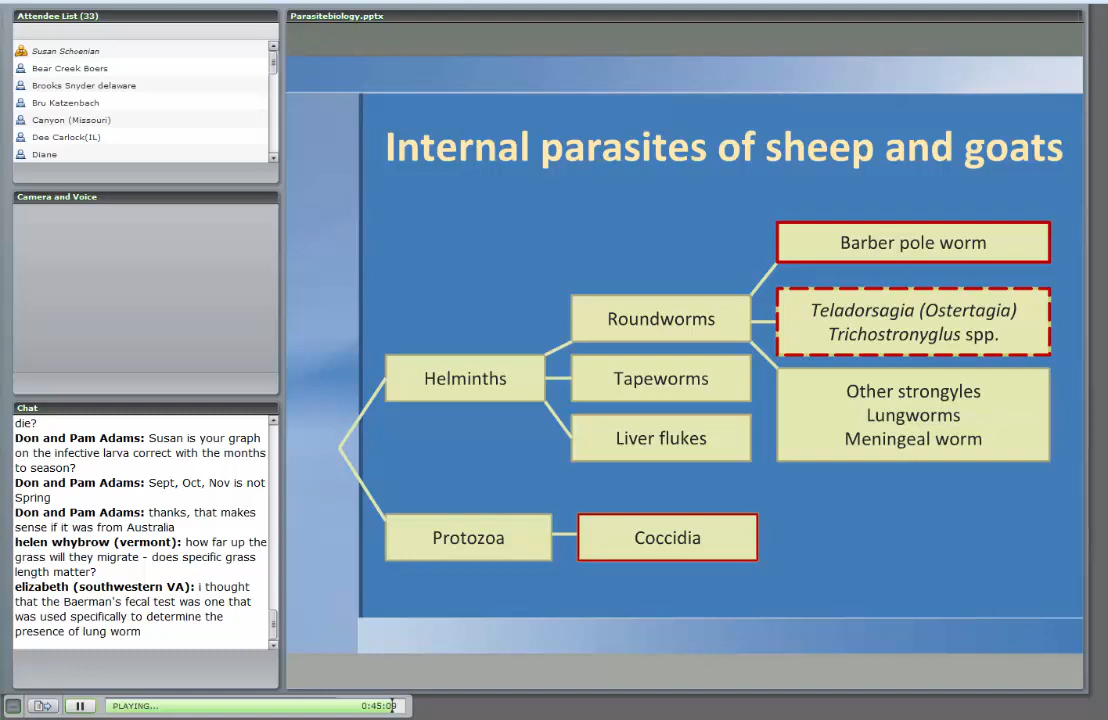 Attendee List (33)
Susan Schoenian
Bear Creek Boers
Brooks Snyder delaware
Bru Katzenbach
Canyon (Missouri)
Dee Carlock(IL)
Diane
Camera and Voice
Chat
die?
Don and Pam Adams: Susan is your graph
on the infective larva correct with the months
to season?
Don and Pam Adams: Sept, Oct, Nov is not
Spring
Don and Pam Adams: thanks, that makes
sense if it was from Australia
helen whybrow (vermont): how far up the
grass will they migrate - does specific grass
length matter?
elizabeth (southwestern VA): i thought
that the Baerman's fecal test was one that
was used specifically to determine the
presence of lung worm
PLAYING...
0:45:09
Parasitebiology.pptx
Internal parasites of sheep and goats
Barber pole worm
Roundworms
Teladorsagia (Ostertagia)
Trichostronyglus spp.
Helminths
Tapeworms
Other strongyles
Lungworms
Meningeal worm
Liver flukes
Protozoa
Coccidia